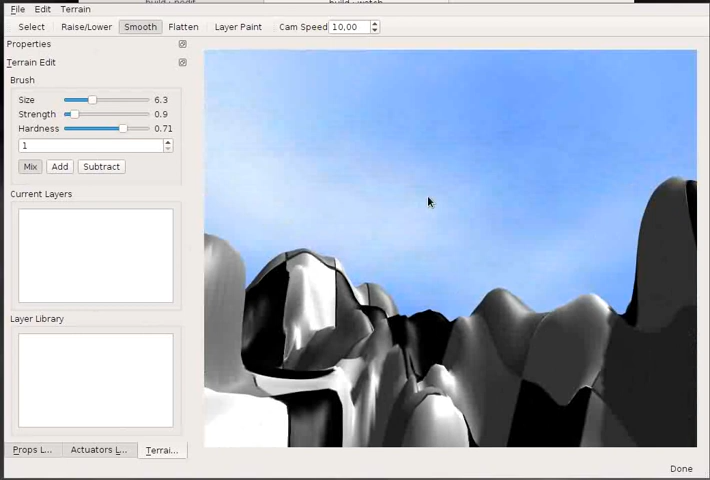 File Edit Terrain
Select Raise/Lower Smooth Flatten Layer Paint Cam Speed 10.00
Properties
Terrain Edit
Brush
Size 6.3
Strength 0.9
Hardness 0.71
1
Mix Add Subtract
Current Layers
Layer Library
Props L... Actuators L... Terrai...
Done